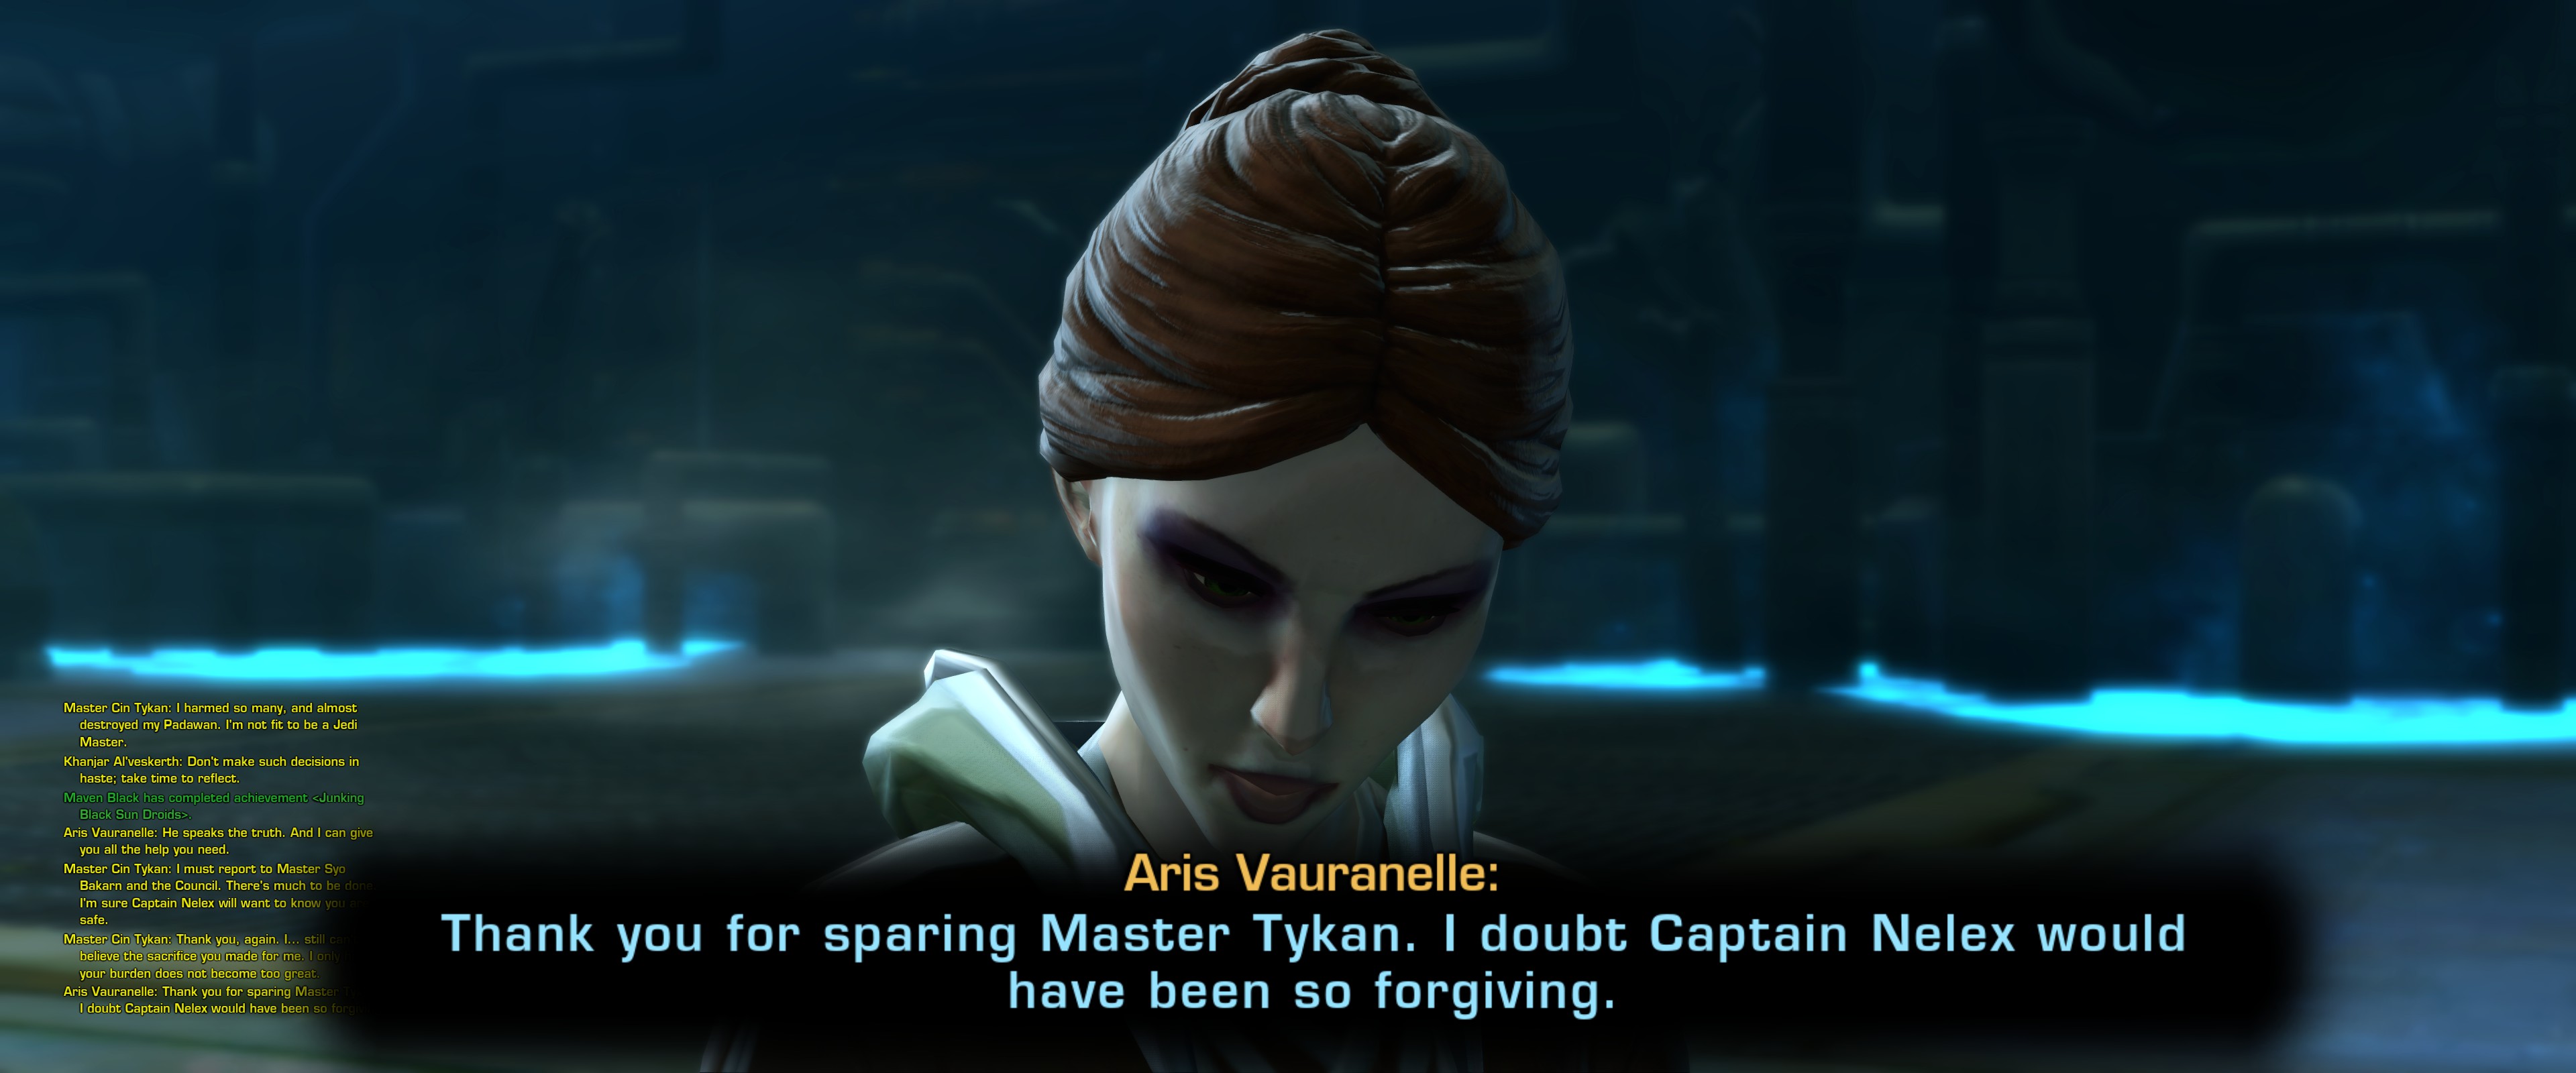 Master Cin Tykan: I harmed so many, and almost
destroyed my Padawan. I'm not fit to be a Jedi
Master.
Khanjar Al'veskerth: Don't make such decisions in
haste; take time to reflect.
Maven Black has completed achievement <Junking
Black Sun Droids>.
Aris Vauranelle: He speaks the truth. And I can give
you all the help you need.
Master Cin Tykan: I must report to Master Syo
Bakarn and the Council. There's much to be done.
I'm sure Captain Nelex will want to know you
safe.
Master Cin Tykan: Thank you, again. I... still
believe the sacrifice you made for me. I only
your burden does not become too great.
Aris Vauranelle: Thank you for sparing Master
I doubt Captain Nelex would have been so
Aris Vauranelle:
Thank you for sparing Master Tykan. I doubt Captain Nelex would
have been so forgiving.